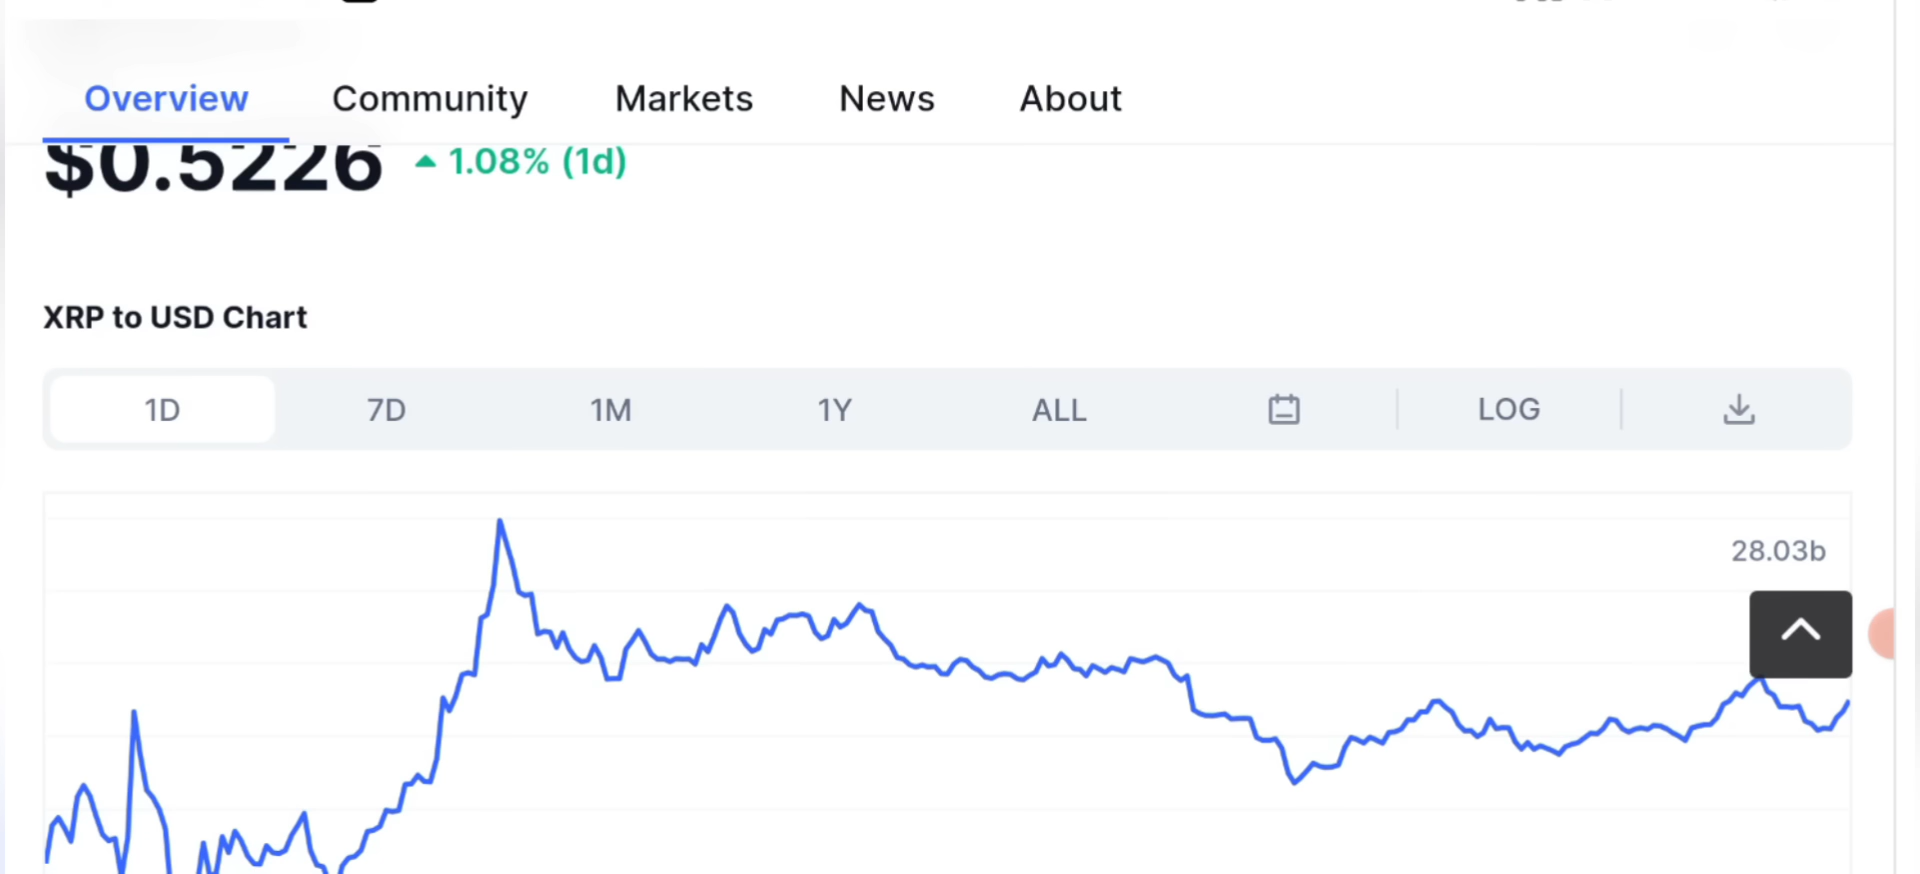 Overview Community Markets News About
$0.5226 1.08% (1d)
XRP to USD Chart
1D 7D 1M 1Y ALL LOG
28.03b